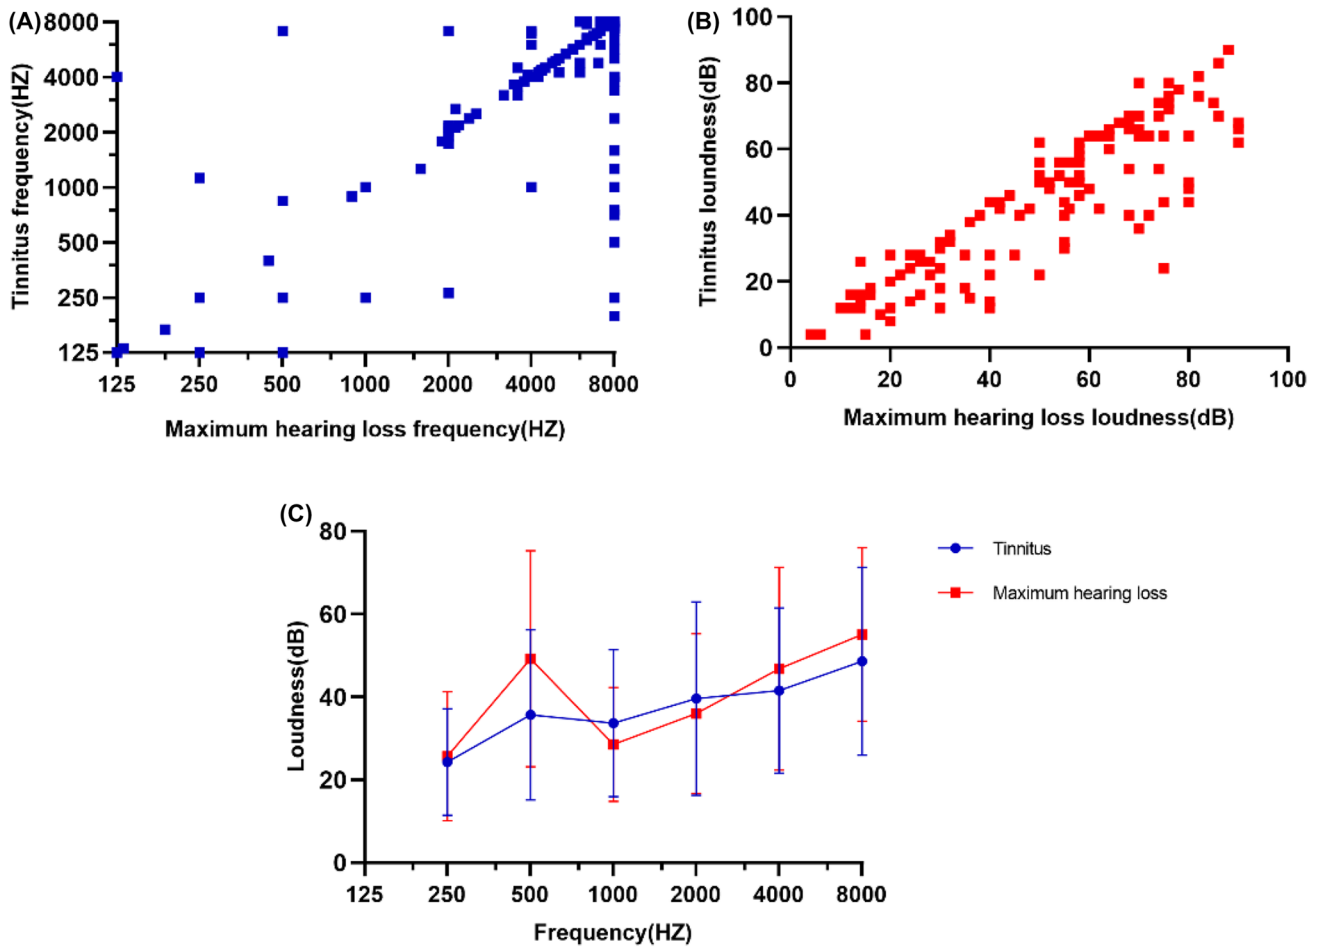 (A)
8000
4000
2000
1000
500
250
125
Tinnitus frequency(HZ)
125 250 500 1000 2000 4000 8000
Maximum hearing loss frequency(HZ)
(B)
100
80
60
40
20
0
Tinnitus loundness(dB)
0 20 40 60 80 100
Maximum hearing loss loudness(dB)
(C)
80
60
40
20
0
Loudness(dB)
125 250 500 1000 2000 4000 8000
Frequency(HZ)
Tinnitus
Maximum hearing loss